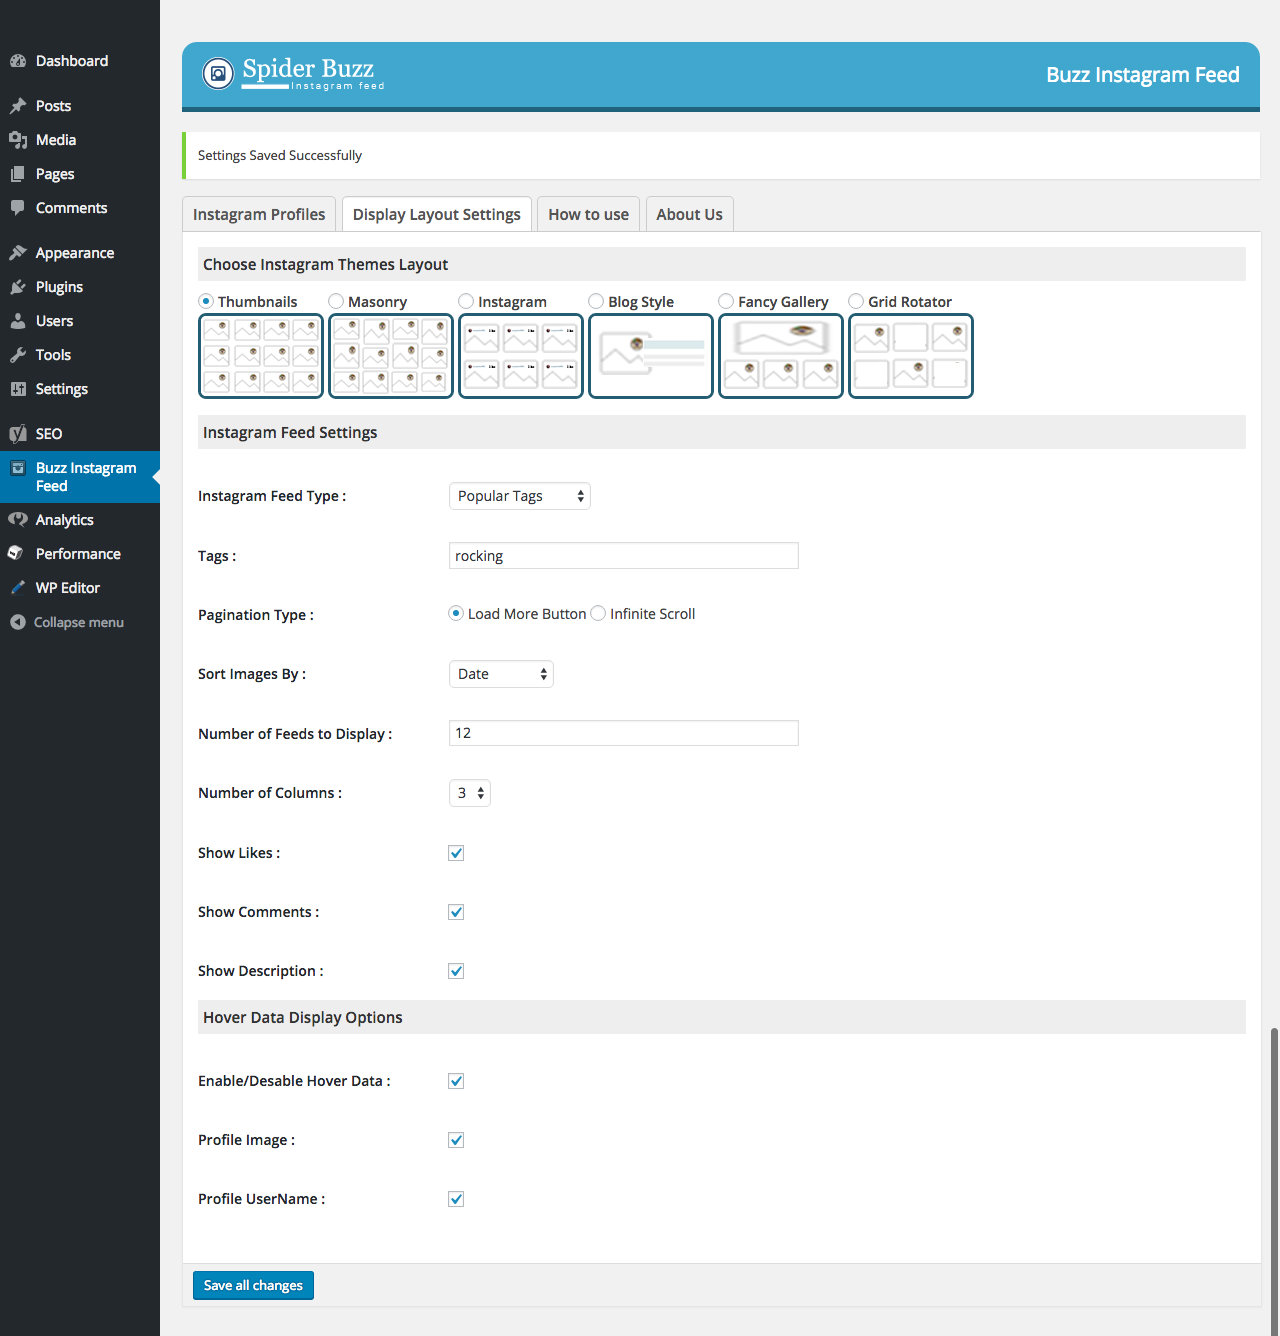 Dashboard
Posts
Media
Pages
Comments
Appearance
Plugins
Users
Tools
Settings
SEO
Buzz Instagram
Feed
Analytics
Performance
WP Editor
Collapse menu
Spider Buzz
Instagram feed
Buzz Instagram Feed
Settings Saved Successfully
Instagram Profiles
Display Layout Settings
How to use
About Us
Choose Instagram Themes Layout
Thumbnails
Masonry
Instagram
Blog Style
Fancy Gallery
Grid Rotator
Instagram Feed Settings
Instagram Feed Type :
Popular Tags
Tags :
rocking
Pagination Type :
Load More Button
Infinite Scroll
Sort Images By :
Date
Number of Feeds to Display :
12
Number of Columns :
3
Show Likes :
Show Comments :
Show Description :
Hover Data Display Options
Enable/Desable Hover Data :
Profile Image :
Profile UserName :
Save all changes